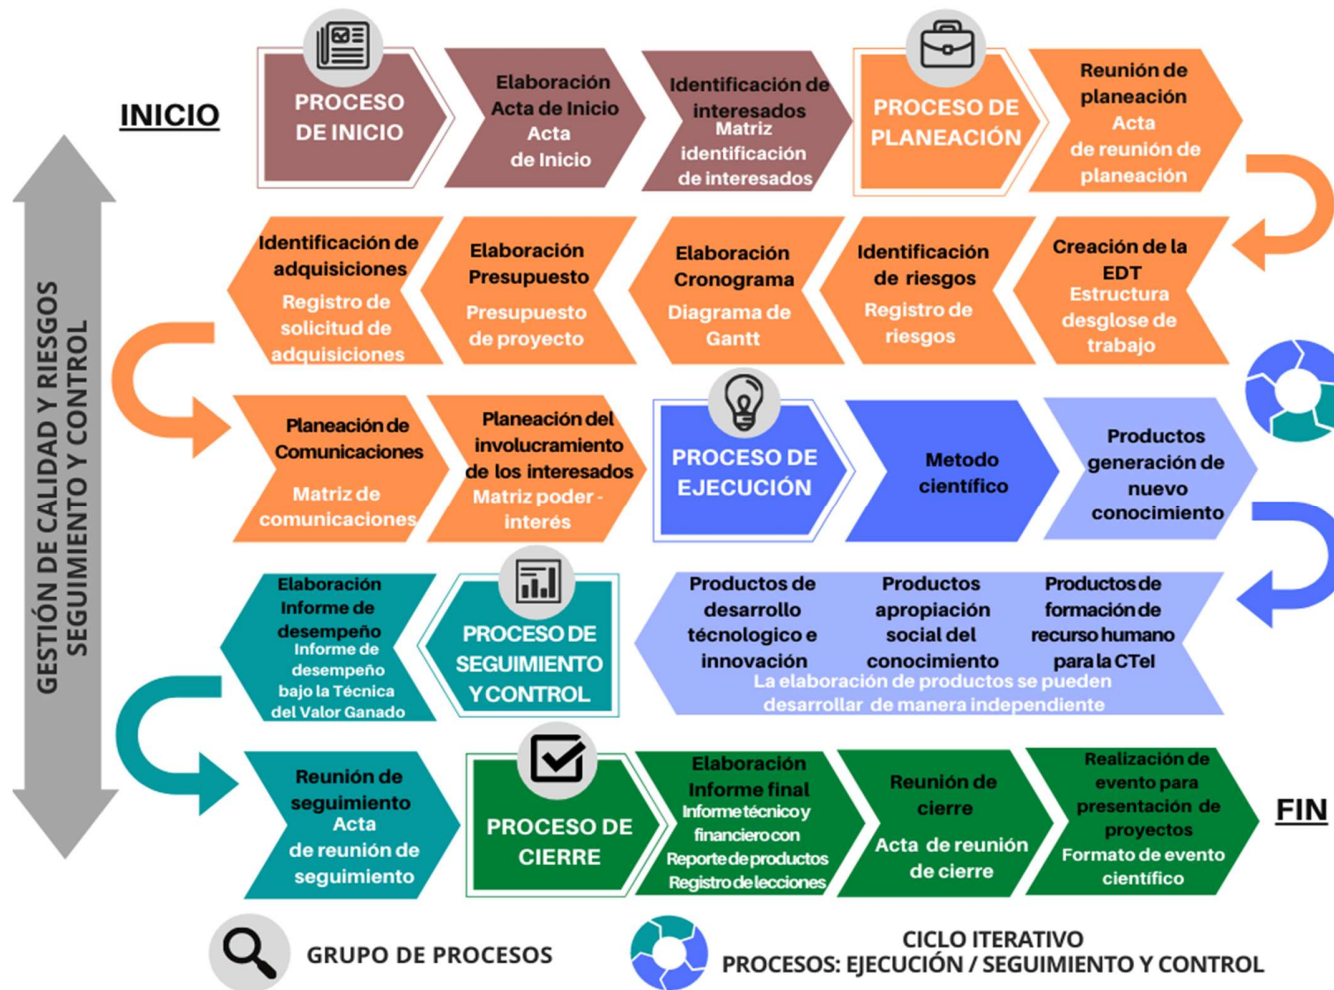 INICIO
PROCESO
DE INICIO
Elaboración
Acta de Inicio
Acta
de Inicio
Identificación de
interesados
Matriz
identificación
de interesados
PROCESO DE
PLANEACIÓN
Reunión de
planeación
Acta
de reunión de
planeación
Creación de la
EDT
Estructura
desglose de
trabajo
Identificación
de riesgos
Registro de
riesgos
Elaboración
Cronograma
Diagrama de
Gantt
Elaboración
Presupuesto
Presupuesto
de proyecto
Identificación de
adquisiciones
Registro de
solicitud de
adquisiciones
Planeación de
Comunicaciones
Matriz de
comunicaciones
Planeación del
involucramiento
de los interesados
Matriz poder -
interés
PROCESO DE
EJECUCIÓN
Metodo
científico
Productos
generación de
nuevo
conocimiento
Productos de
formación de
recurso humano
para la CTeI
Productos
apropiación
social del
conocimiento
Productos de
desarrollo
técnologico e
innovación
La elaboración de productos se pueden
desarrollar de manera independiente
PROCESO DE
SEGUIMIENTO
Y CONTROL
Elaboración
Informe de
desempeño
Informe de
desempeño
bajo la Técnica
del Valor Ganado
Reunión de
seguimiento
Acta
de reunión de
seguimiento
PROCESO DE
CIERRE
Elaboración
Informe final
Informe técnico y
financiero con
Reporte de productos
Registro de lecciones
Reunión de
cierre
Acta de reunión
de cierre
Realización de
evento para
presentación de
proyectos
Formato de evento
científico
FIN
GESTIÓN DE CALIDAD Y RIESGOS
SEGUIMIENTO Y CONTROL
GRUPO DE PROCESOS
CICLO ITERATIVO
PROCESOS: EJECUCIÓN / SEGUIMIENTO Y CONTROL